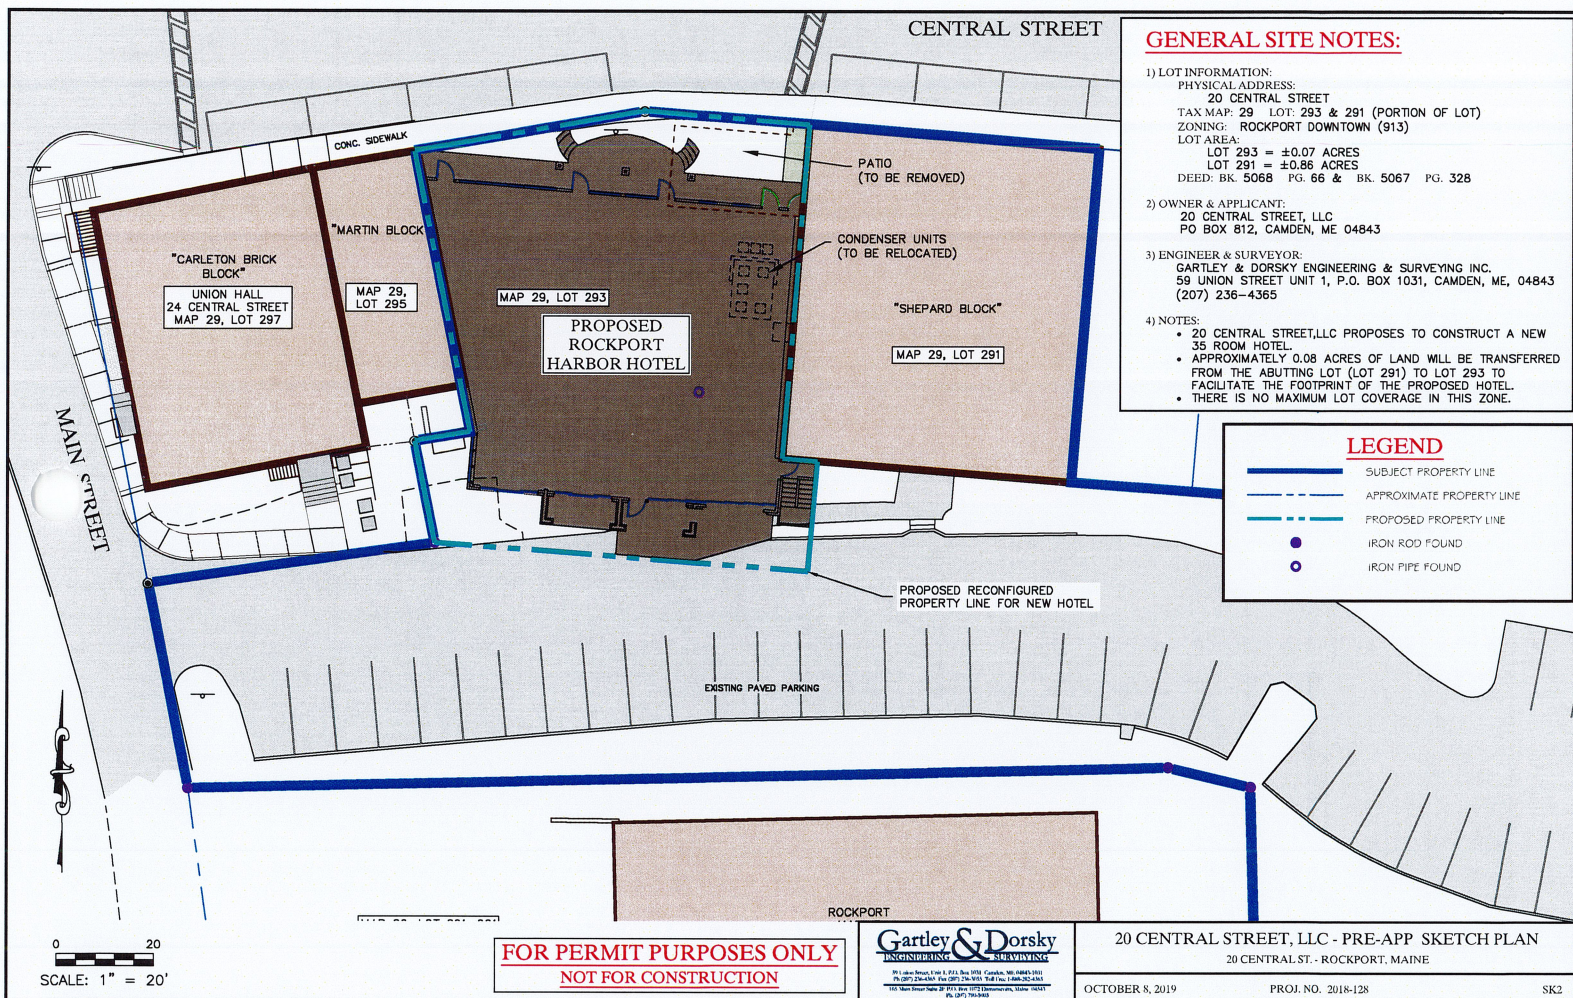 CENTRAL STREET
CONC. SIDEWALK
PATIO
(TO BE REMOVED)
"MARTIN BLOCK
CONDENSER UNITS
(TO BE RELOCATED)
"CARLETON BRICK
BLOCK"
UNION HALL
24 CENTRAL STREET
MAP 29, LOT 297
MAP 29,
LOT 295
MAP 29, LOT 293
PROPOSED
ROCKPORT
HARBOR HOTEL
"SHEPARD BLOCK"
MAP 29, LOT 291
MAIN STREET
PROPOSED RECONFIGURED
PROPERTY LINE FOR NEW HOTEL
EXISTING PAVED PARKING
ROCKPORT
GENERAL SITE NOTES:
1) LOT INFORMATION:
PHYSICAL ADDRESS:
20 CENTRAL STREET
TAX MAP: 29 LOT: 293 & 291 (PORTION OF LOT)
ZONING: ROCKPORT DOWNTOWN (913)
LOT AREA:
LOT 293 = ±0.07 ACRES
LOT 291 = ±0.86 ACRES
DEED: BK. 5068 PG. 66 & BK. 5067 PG. 328
2) OWNER & APPLICANT:
20 CENTRAL STREET, LLC
PO BOX 812, CAMDEN, ME 04843
3) ENGINEER & SURVEYOR:
GARTLEY & DORSKY ENGINEERING & SURVEYING INC.
59 UNION STREET UNIT 1, P.O. BOX 1031, CAMDEN, ME, 04843
(207) 236-4365
4) NOTES:
• 20 CENTRAL STREET,LLC PROPOSES TO CONSTRUCT A NEW
35 ROOM HOTEL.
• APPROXIMATELY 0.08 ACRES OF LAND WILL BE TRANSFERRED
FROM THE ABUTTING LOT (LOT 291) TO LOT 293 TO
FACILITATE THE FOOTPRINT OF THE PROPOSED HOTEL.
• THERE IS NO MAXIMUM LOT COVERAGE IN THIS ZONE.
LEGEND
SUBJECT PROPERTY LINE
APPROXIMATE PROPERTY LINE
PROPOSED PROPERTY LINE
IRON ROD FOUND
IRON PIPE FOUND
0 20
SCALE: 1" = 20'
FOR PERMIT PURPOSES ONLY
NOT FOR CONSTRUCTION
Gartley & Dorsky
ENGINEERING SURVEYING
59 Union Street, Unit 1, P.O. Box 1031 Camden, ME 04843-1031
20 CENTRAL STREET, LLC - PRE-APP SKETCH PLAN
20 CENTRAL ST. - ROCKPORT, MAINE
OCTOBER 8, 2019 PROJ. NO. 2018-128 SK2